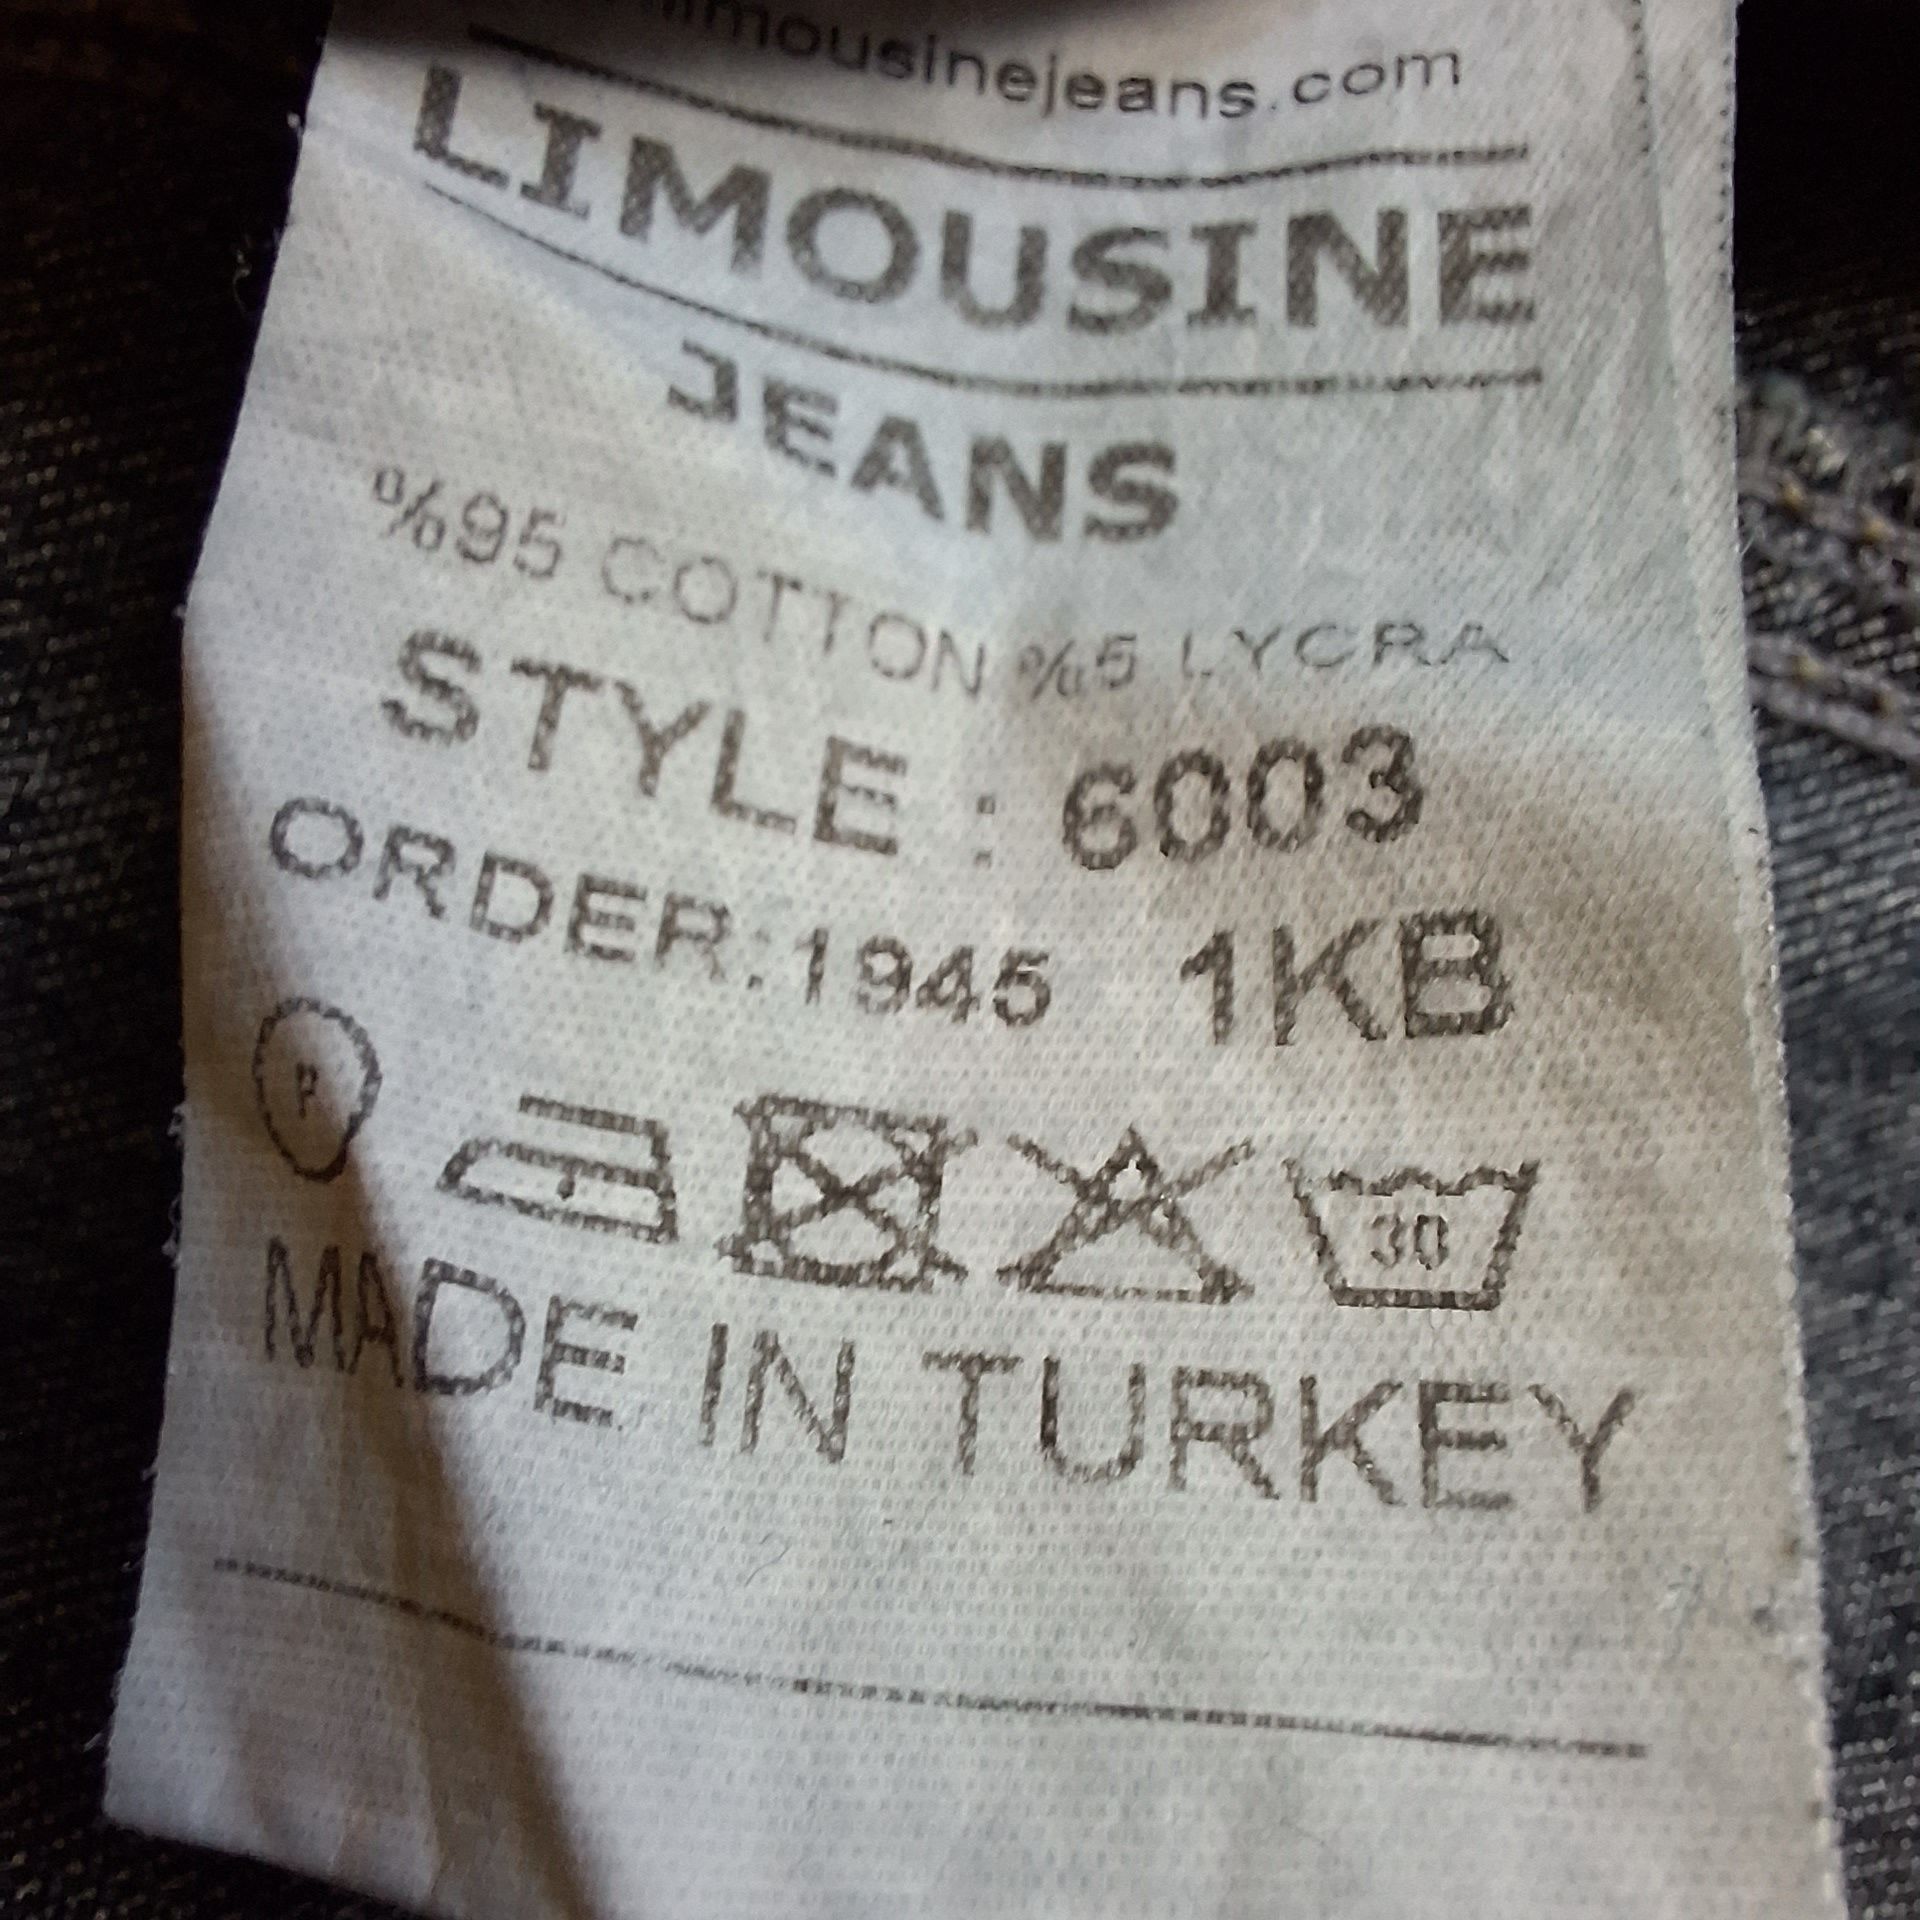 limousinejeans.com
LIMOUSINE
JEANS
%95 COTTON %5 LYCRA
STYLE : 6003
ORDER:1945 1KB
P
30
MADE IN TURKEY